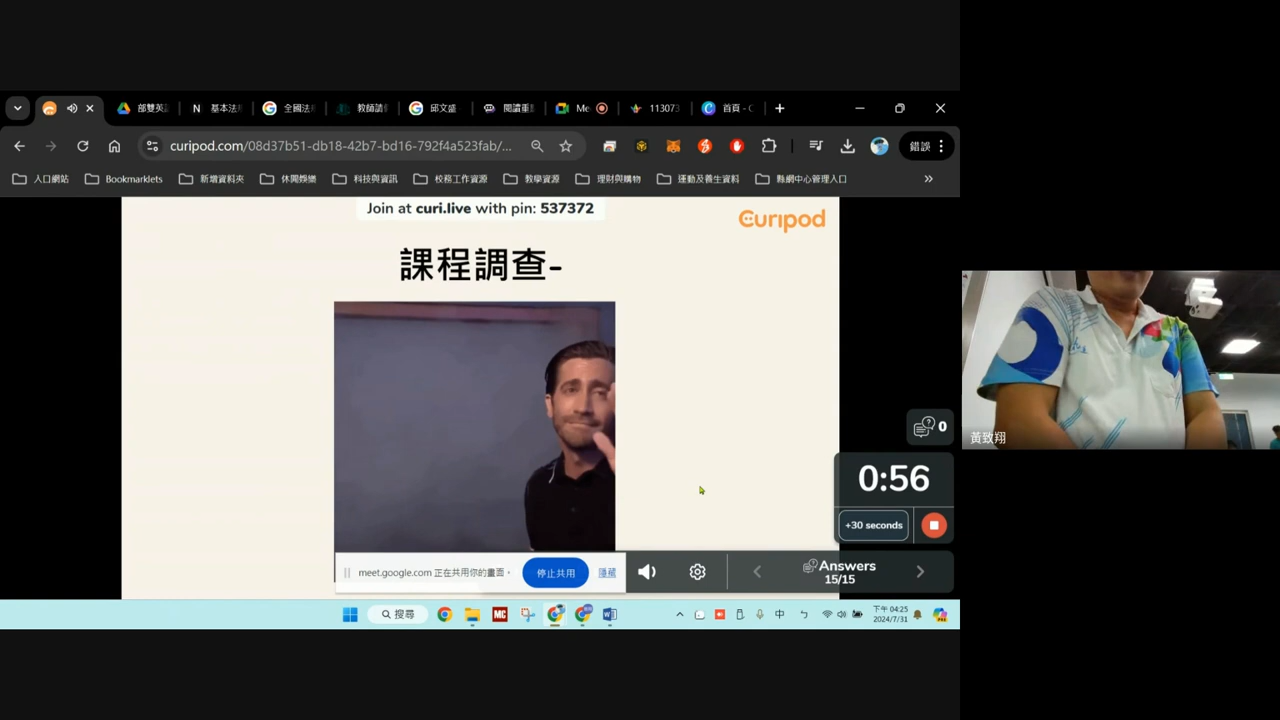 部雙英
基本法
全國法
教師請
邱文盛
閱讀重
Me
113073
首頁 - C
curipod.com/08d37b51-db18-42b7-bd16-792f4a523fab/...
錯誤
人口網站
Bookmarklets
新增資料夾
休閒娛樂
科技與資訊
校務工作資源
教學資源
理財與購物
運動及養生資料
縣網中心管理入口
Join at curi.live with pin: 537372
Curipod
課程調查-
0
黃致翔
0:56
+30 seconds
meet.google.com 正在共用你的畫面。
停止共用
隱藏
Answers
15/15
搜尋
MC
中
下午 04:25
2024/7/31